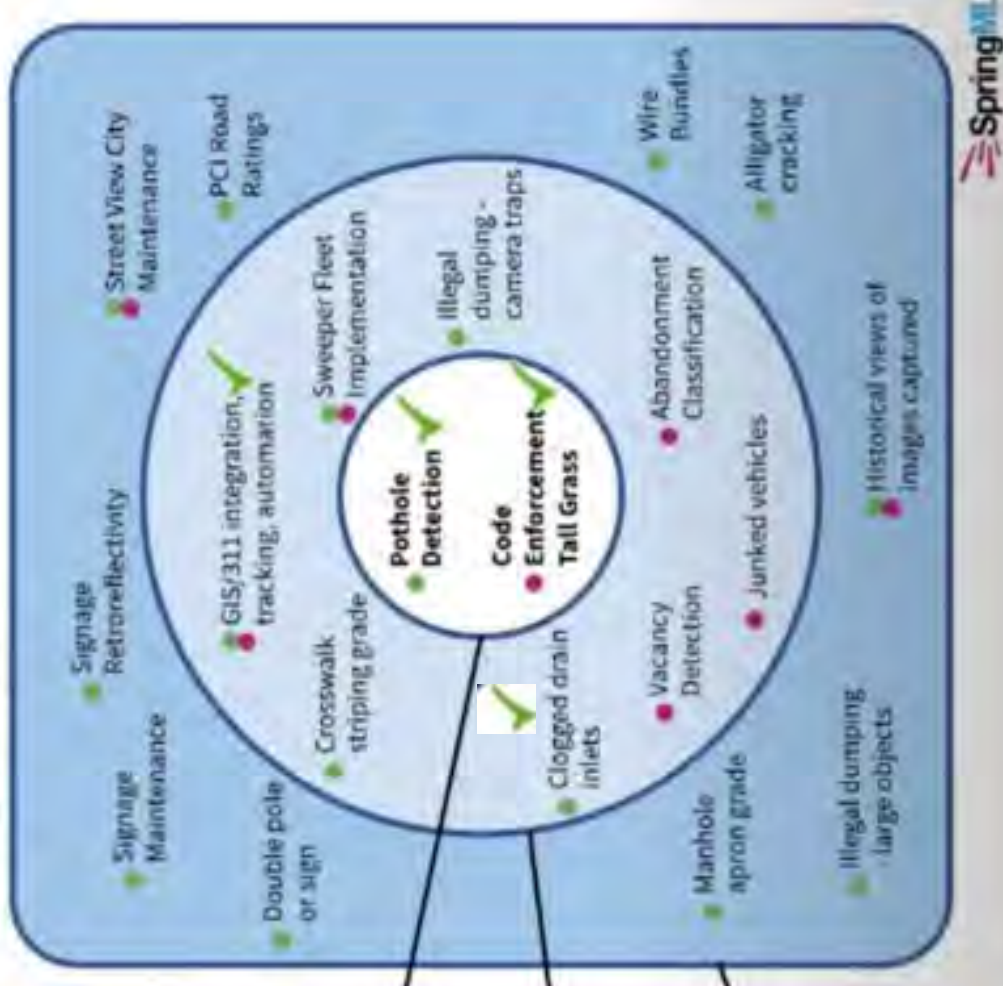 Signage
Maintenance
Signage
Retroreflectivity
Street View City
Maintenance
Double pole
or sign
PCI Road
Ratings
GIS/311 integration,
tracking, automation
Crosswalk
striping grade
Sweeper Fleet
Implementation
Pothole
Detection
Code
Enforcement
Tall Grass
Illegal
dumping -
camera traps
Clogged drain
inlets
Vacancy
Detection
Abandonment
Classification
Junked vehicles
Wire
Bundles
Manhole
apron grade
Alligator
cracking
Illegal dumping
large objects
Historical views of
images captured
SpringML